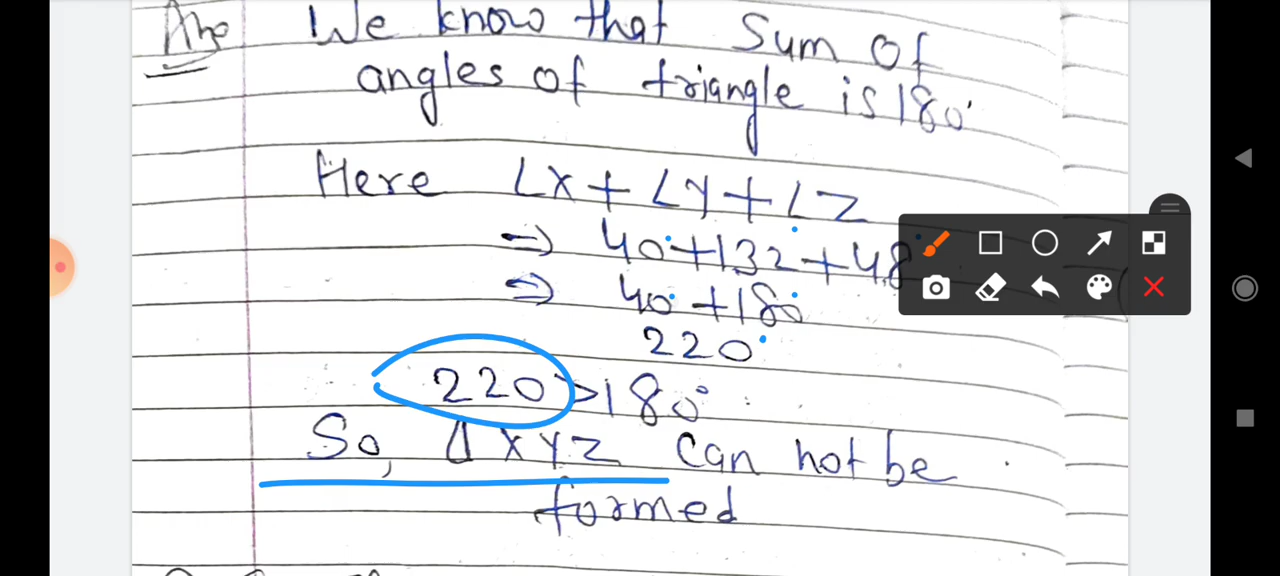 Ans We know that Sum of
angles of triangle is 180°
Here ∠X + ∠Y + ∠Z
⇒ 40° + 132° + 48°
⇒ 40° + 180°
220°
220 > 180°
So, Δ XYZ can not be
formed